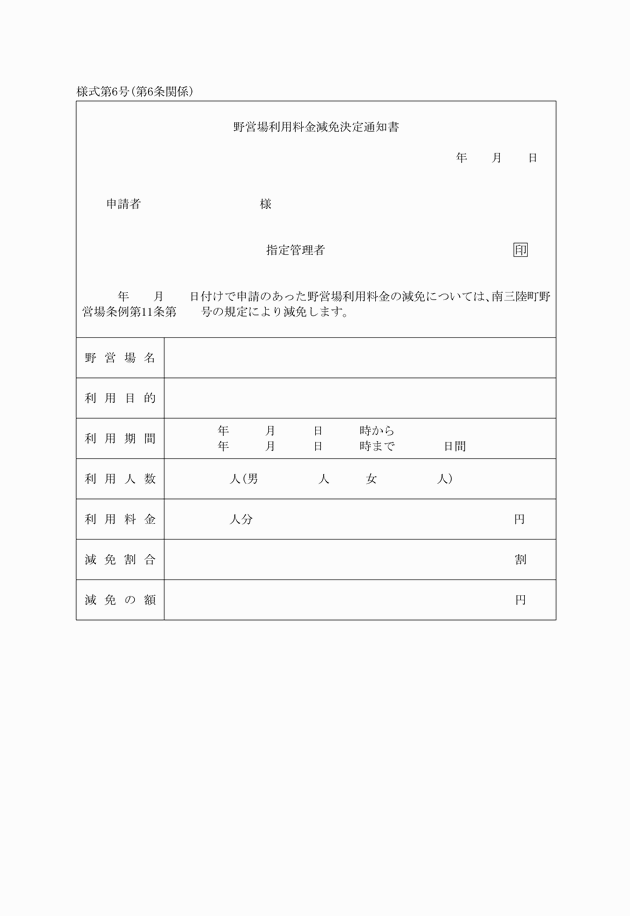 様式第6号(第6条関係)
野営場利用料金減免決定通知書
年　　月　　日
申請者　　　　　　　　　　様
指定管理者　　　　　　　　　　　　　　　　印
年　　月　　日付けで申請のあった野営場利用料金の減免については、南三陸町野
営場条例第11条第　　号の規定により減免します。
野営場名
利用目的
利用期間　　　　年　　　月　　　日　　　時から
年　　　月　　　日　　　時まで　　　　日間
利用人数　　　　人(男　　　　　人　　　女　　　　　人)
利用料金　　　　人分　　　　　　　　　　　　　　　　円
減免割合　　　　　　　　　　　　　　　　　　　　　　割
減免の額　　　　　　　　　　　　　　　　　　　　　　円